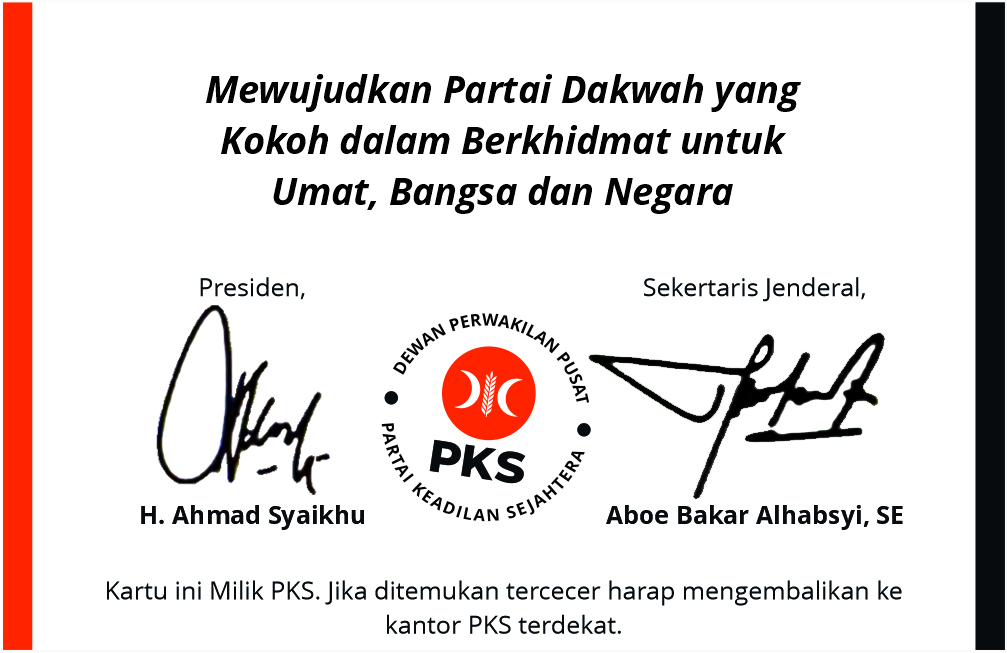 Mewujudkan Partai Dakwah yang
Kokoh dalam Berkhidmat untuk
Umat, Bangsa dan Negara
Presiden,
Sekertaris Jenderal,
DEWAN PERWAKILAN PUSAT
PKS
PARTAI KEADILAN SEJAHTERA
H. Ahmad Syaikhu
Aboe Bakar Alhabsyi, SE
Kartu ini Milik PKS. Jika ditemukan tercecer harap mengembalikan ke
kantor PKS terdekat.